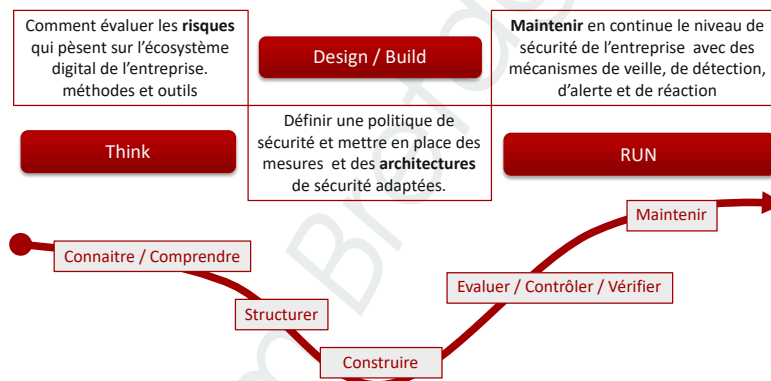 Comment évaluer les risques
qui pèsent sur l'écosystème
digital de l'entreprise.
méthodes et outils
Think
Design / Build
Définir une politique de
sécurité et mettre en place des
mesures et des architectures
de sécurité adaptées.
Maintenir en continue le niveau de
sécurité de l'entreprise avec des
mécanismes de veille, de détection,
d'alerte et de réaction
RUN
Connaitre / Comprendre
Structurer
Construire
Evaluer / Contrôler / Vérifier
Maintenir